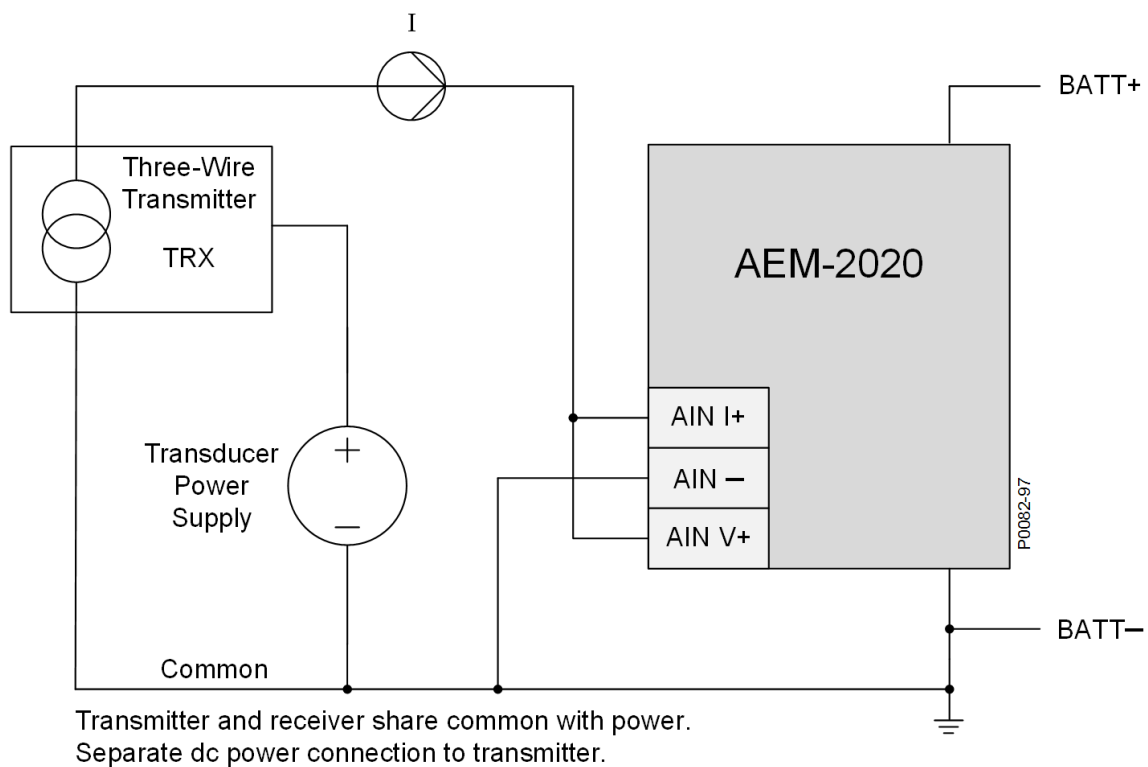 I
BATT+
Three-Wire
Transmitter
TRX
AEM-2020
AIN I+
Transducer
Power
Supply
+
−
AIN −
AIN V+
P0082-97
BATT−
Common
Transmitter and receiver share common with power.
Separate dc power connection to transmitter.